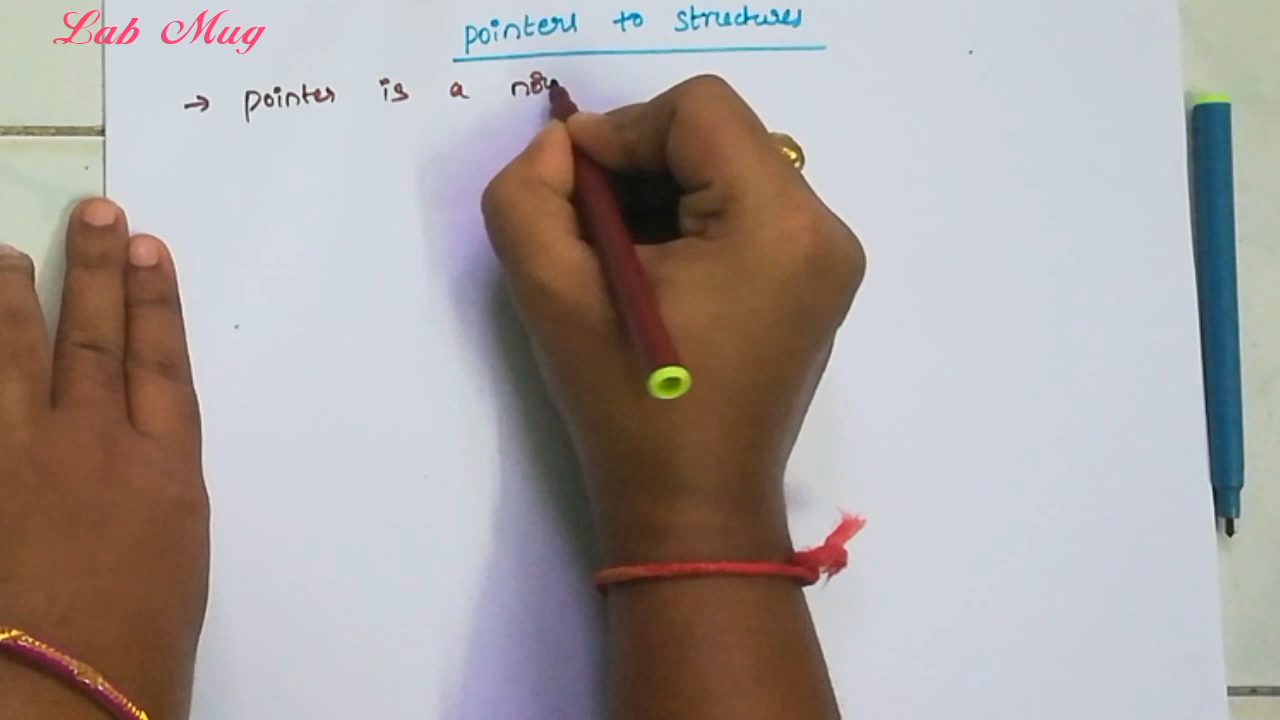 Lab Mug
pointers to structures
→ pointer is a